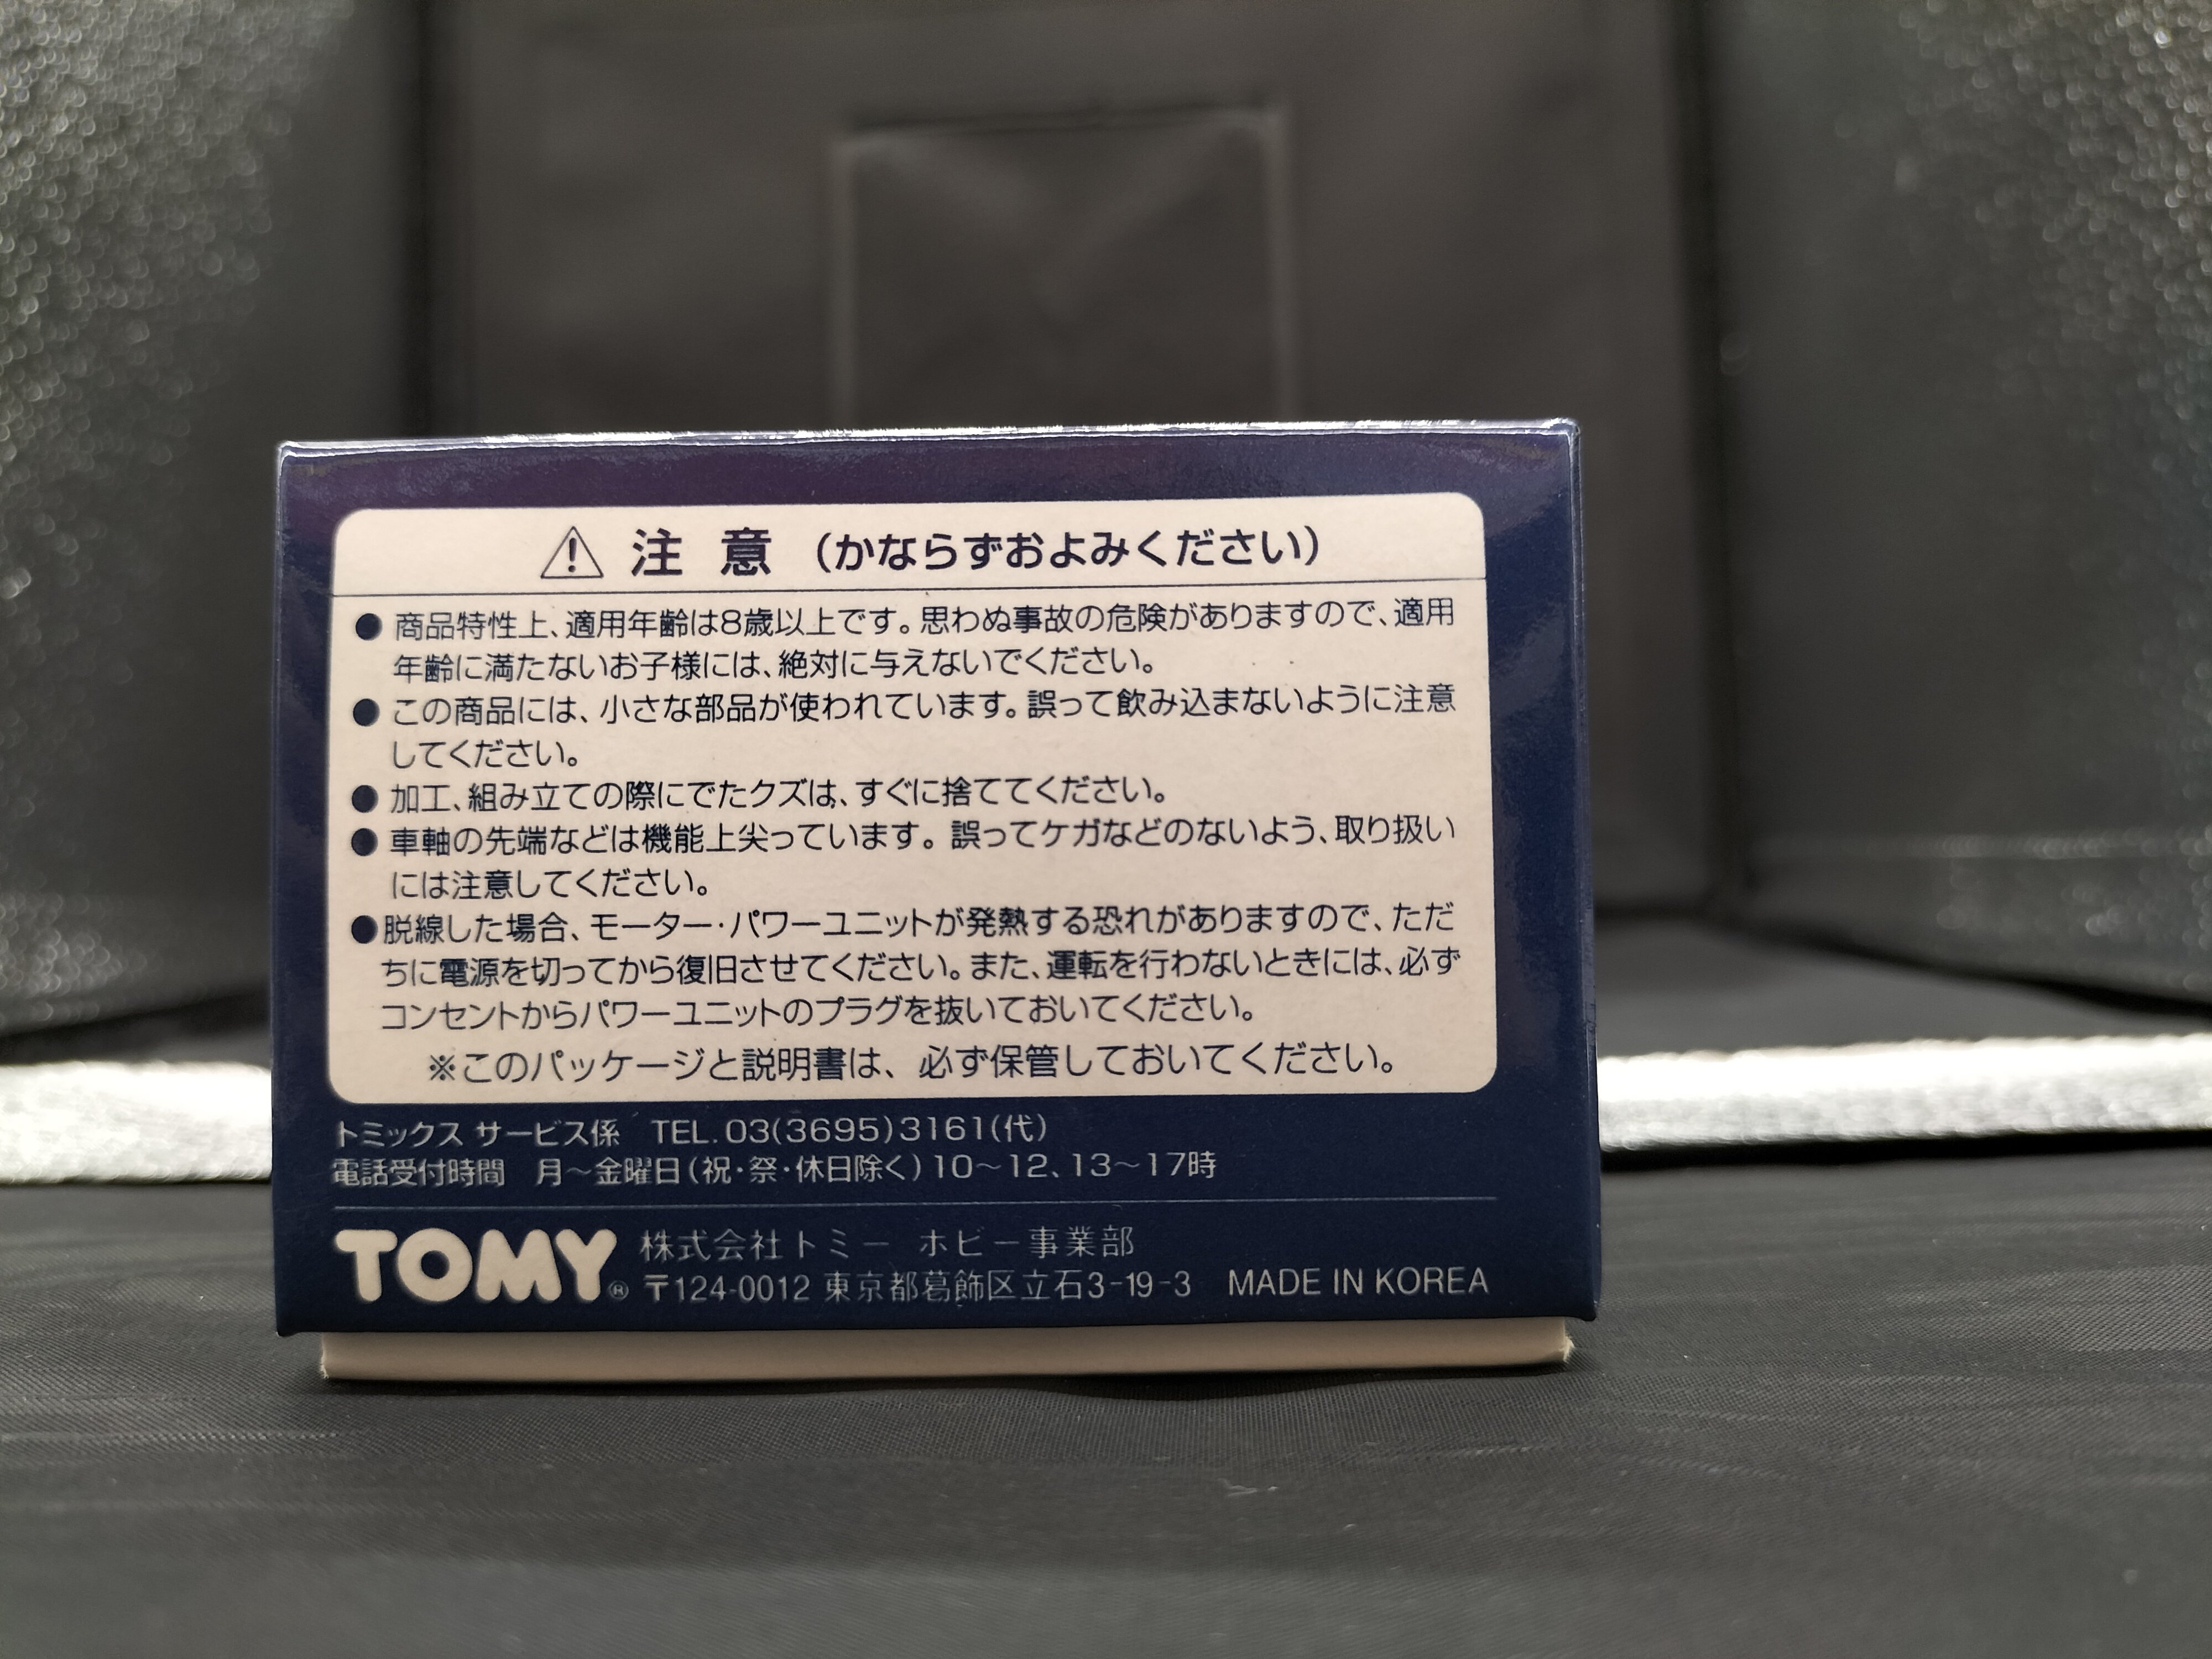 注意（かならずおよみください）
●商品特性上、適用年齢は8歳以上です。思わぬ事故の危険がありますので、適用
年齢に満たないお子様には、絶対に与えないでください。
●この商品には、小さな部品が使われています。誤って飲み込まないように注意
してください。
●加工、組み立ての際にでたクズは、すぐに捨ててください。
●車軸の先端などは機能上尖っています。誤ってケガなどのないよう、取り扱い
には注意してください。
●脱線した場合、モーター・パワーユニットが発熱する恐れがありますので、ただ
ちに電源を切ってから復旧させてください。また、運転を行わないときには、必ず
コンセントからパワーユニットのプラグを抜いておいてください。
※このパッケージと説明書は、必ず保管しておいてください。
トミックス サービス係 TEL.03(3695)3161(代)
電話受付時間 月～金曜日(祝・祭・休日除く)10～12、13～17時
TOMY® 株式会社トミー ホビー事業部
〒124-0012 東京都葛飾区立石3-19-3 MADE IN KOREA